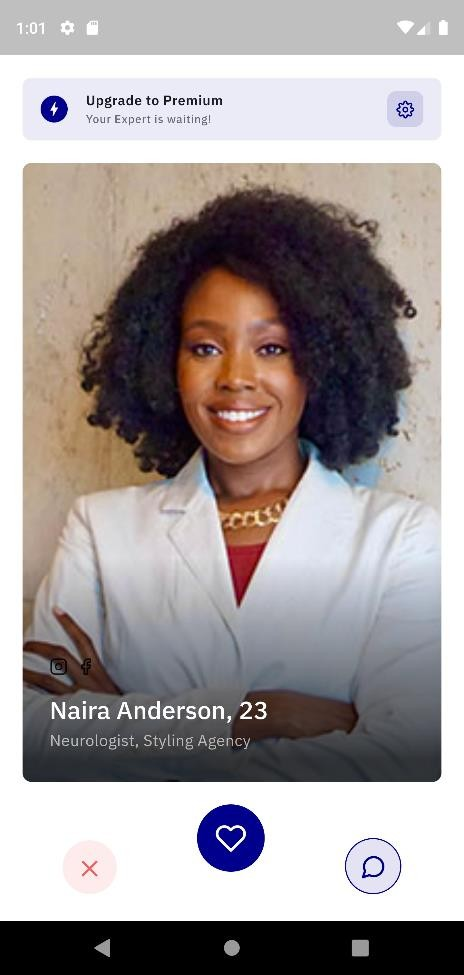 1:01
Upgrade to Premium
Your Expert is waiting!
Naira Anderson, 23
Neurologist, Styling Agency